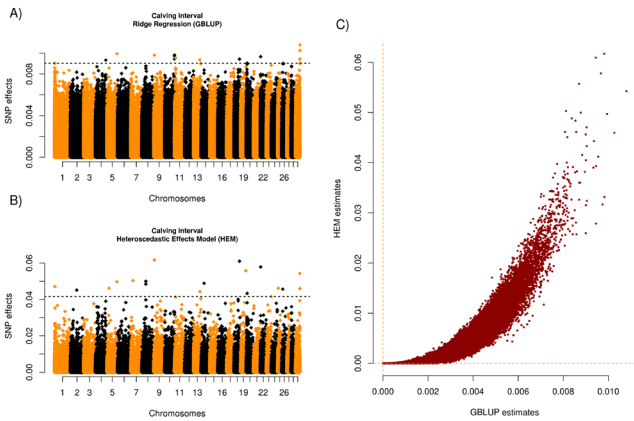 A)
Calving interval
Ridge Regression (GBLUP)
SNP effects
0.000 0.004 0.008
1 2 3 5 7 9 11 13 16 19 22 26
Chromosomes
B)
Calving interval
Heteroscedastic Effects Model (HEM)
SNP effects
0.00 0.02 0.04 0.06
1 2 3 5 7 9 11 13 16 19 22 26
Chromosomes
C)
HEM estimates
0.00 0.01 0.02 0.03 0.04 0.05 0.06
0.000 0.002 0.004 0.006 0.008 0.010
GBLUP estimates